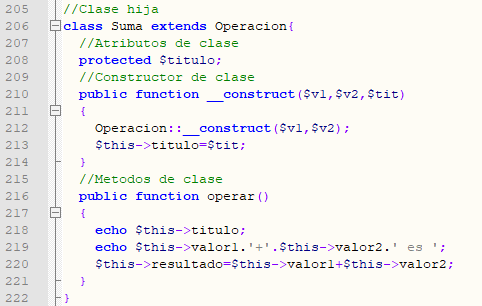 205 //Clase hija
206 class Suma extends Operacion{
207 //Atributos de clase
208 protected $titulo;
209 //Constructor de clase
210 public function __construct($v1,$v2,$tit)
211 {
212 Operacion::__construct($v1,$v2);
213 $this->titulo=$tit;
214 }
215 //Metodos de clase
216 public function operar()
217 {
218 echo $this->titulo;
219 echo $this->valor1.'+'.$this->valor2.' es ';
220 $this->resultado=$this->valor1+$this->valor2;
221 }
222 }